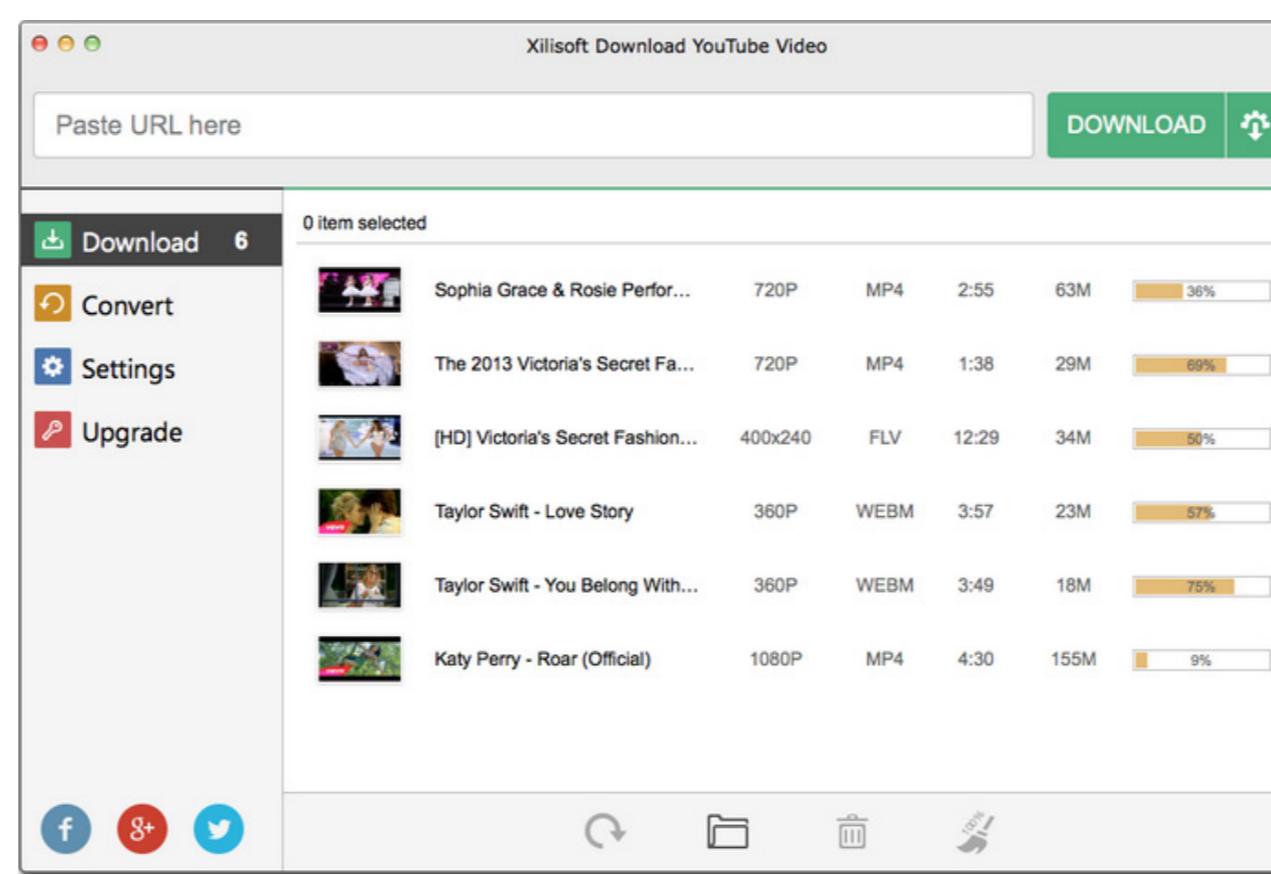 Xilisoft Download YouTube Video
Paste URL here
DOWNLOAD
Download 6
Convert
Settings
Upgrade
0 item selected
Sophia Grace & Rosie Perfor... 720P MP4 2:55 63M 36%
The 2013 Victoria's Secret Fa... 720P MP4 1:38 29M 69%
[HD] Victoria's Secret Fashion... 400x240 FLV 12:29 34M 50%
vevo
Taylor Swift - Love Story 360P WEBM 3:57 23M 57%
Taylor Swift - You Belong With... 360P WEBM 3:49 18M 75%
vevo
Katy Perry - Roar (Official) 1080P MP4 4:30 155M 9%
f 8+
100%